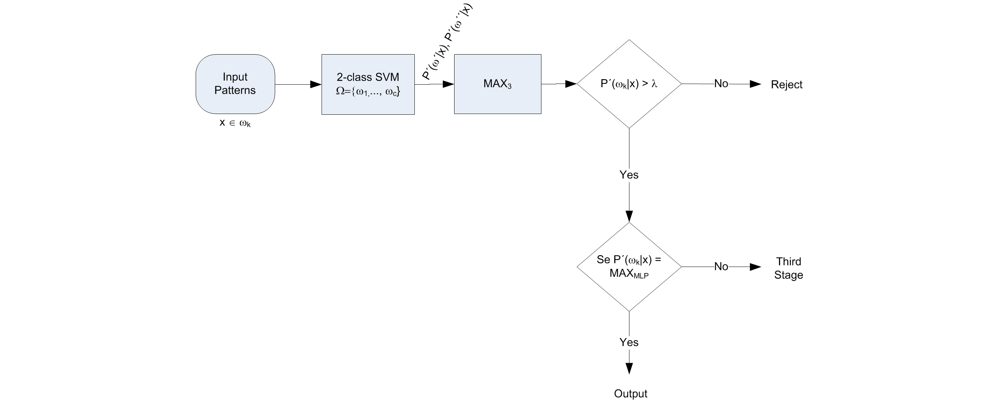 Input
Patterns
x ∈ ωk
2-class SVM
Ω={ω1,..., ωc}
P´(ω´|x), P´(ω´´|x)
MAX3
P´(ωk|x) > λ
No
Reject
Yes
Se P´(ωk|x) =
MAXMLP
No
Third
Stage
Yes
Output